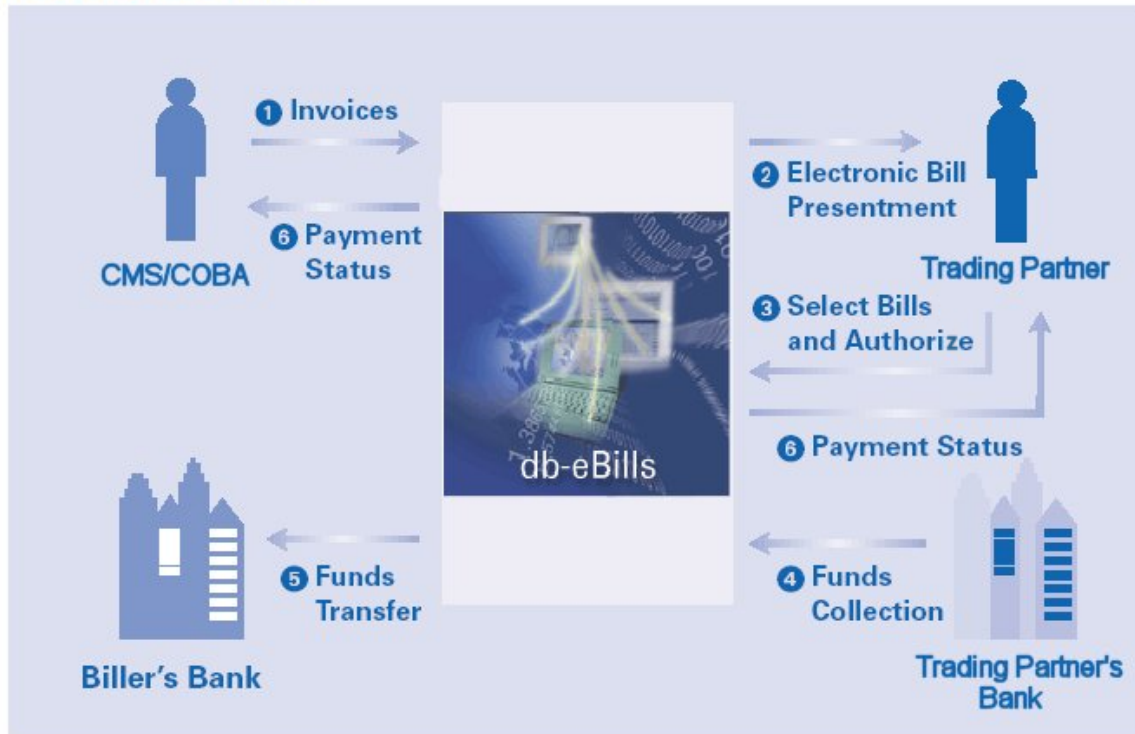 1 Invoices
6 Payment
Status
CMS/COBA
2 Electronic Bill
Presentment
Trading Partner
3 Select Bills
and Authorize
6 Payment Status
db-eBills
5 Funds
Transfer
Biller's Bank
4 Funds
Collection
Trading Partner's
Bank